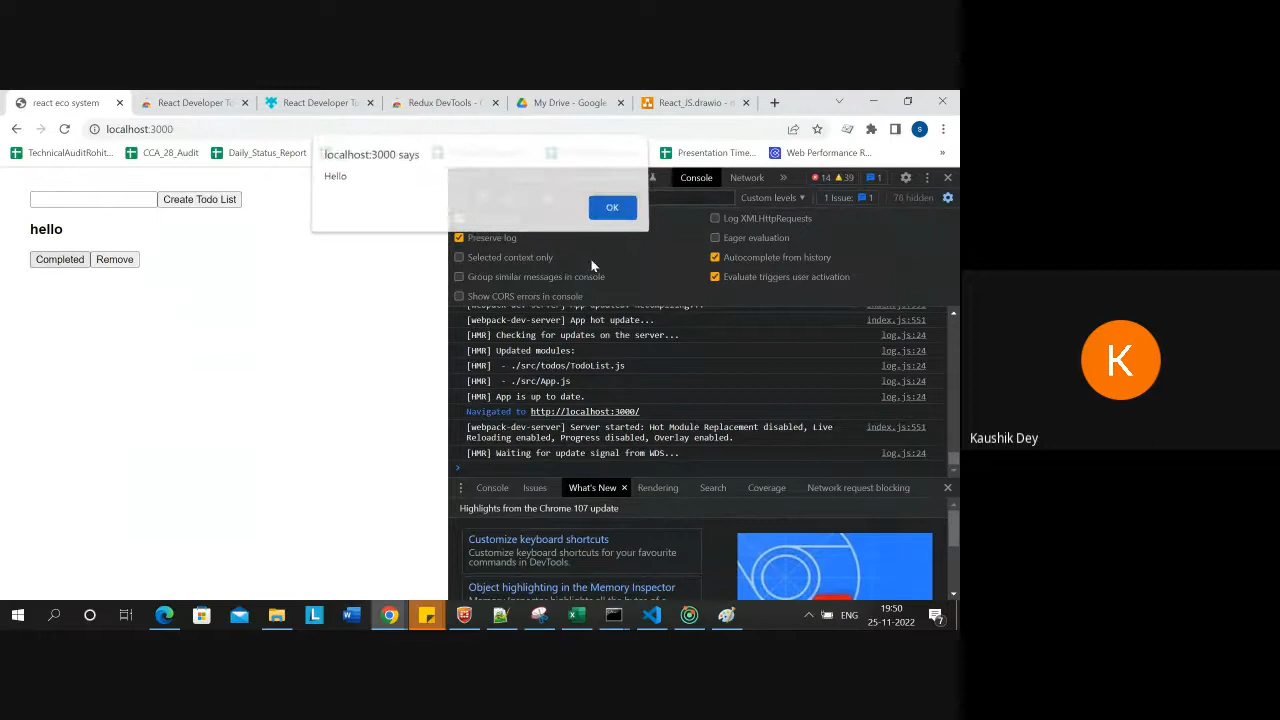 react eco system
React Developer To
React Developer To
Redux DevTools - C
My Drive - Google
React_JS.drawio - d
localhost:3000
TechnicalAuditRohit...
CCA_28_Audit
Daily_Status_Report
Presentation Time...
Web Performance R...
»
localhost:3000 says
Hello
OK
Create Todo List
hello
Completed
Remove
Console
Network
»
14
39
1
Custom levels
1 Issue:
1
76 hidden
Log XMLHttpRequests
Preserve log
Eager evaluation
Selected context only
Autocomplete from history
Group similar messages in console
Evaluate triggers user activation
Show CORS errors in console
[webpack-dev-server] App updated. Recompiling...
[webpack-dev-server] App hot update... index.js:551
[HMR] Checking for updates on the server... log.js:24
[HMR] Updated modules: log.js:24
[HMR]  - ./src/todos/TodoList.js log.js:24
[HMR]  - ./src/App.js log.js:24
[HMR] App is up to date. log.js:24
Navigated to http://localhost:3000/
[webpack-dev-server] Server started: Hot Module Replacement disabled, Live index.js:551
Reloading enabled, Progress disabled, Overlay enabled.
[HMR] Waiting for update signal from WDS... log.js:24
Console
Issues
What's New
Rendering
Search
Coverage
Network request blocking
Highlights from the Chrome 107 update
Customize keyboard shortcuts
Customize keyboard shortcuts for your favourite
commands in DevTools.
Object highlighting in the Memory Inspector
K
Kaushik Dey
ENG
19:50
25-11-2022
7